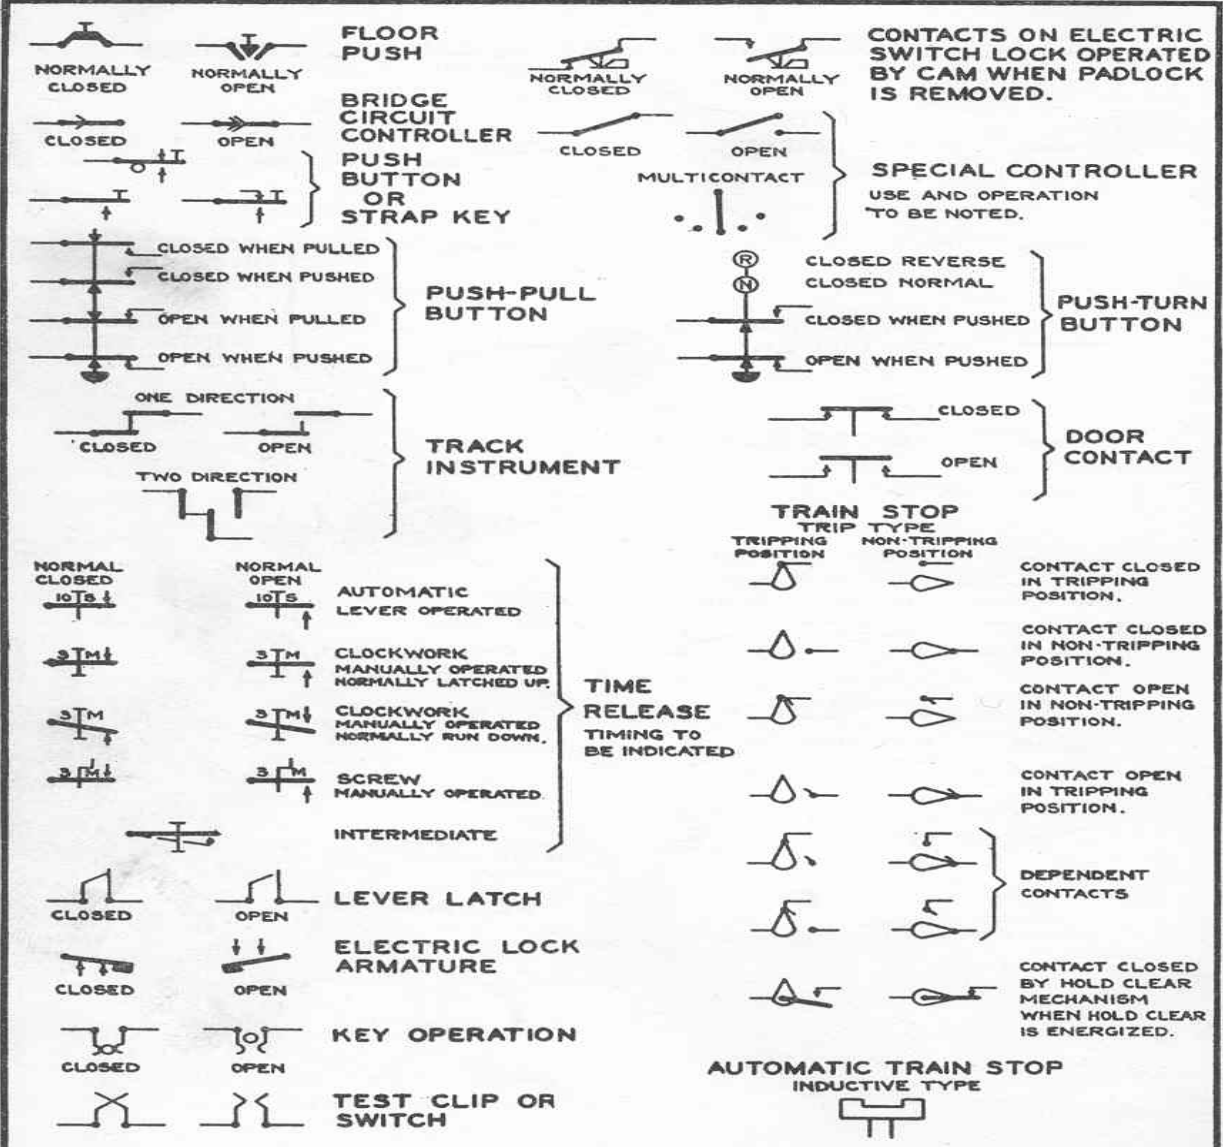 NORMALLY
CLOSED
NORMALLY
OPEN
FLOOR
PUSH
CLOSED
OPEN
BRIDGE
CIRCUIT
CONTROLLER
PUSH
BUTTON
OR
STRAP KEY
CLOSED WHEN PULLED
CLOSED WHEN PUSHED
OPEN WHEN PULLED
OPEN WHEN PUSHED
PUSH-PULL
BUTTON
ONE DIRECTION
CLOSED
OPEN
TWO DIRECTION
TRACK
INSTRUMENT
NORMAL
CLOSED
NORMAL
OPEN
10 S
10 S
AUTOMATIC
LEVER OPERATED
3 M
3 M
CLOCKWORK
MANUALLY OPERATED
NORMALLY LATCHED UP.
3 M
3 M
CLOCKWORK
MANUALLY OPERATED
NORMALLY RUN DOWN.
3 M
3 M
SCREW
MANUALLY OPERATED
INTERMEDIATE
TIME
RELEASE
TIMING TO
BE INDICATED
CLOSED
OPEN
LEVER LATCH
CLOSED
OPEN
ELECTRIC LOCK
ARMATURE
CLOSED
OPEN
KEY OPERATION
TEST CLIP OR
SWITCH
NORMALLY
CLOSED
NORMALLY
OPEN
CONTACTS ON ELECTRIC
SWITCH LOCK OPERATED
BY CAM WHEN PADLOCK
IS REMOVED.
CLOSED
OPEN
MULTICONTACT
SPECIAL CONTROLLER
USE AND OPERATION
TO BE NOTED.
R
CLOSED REVERSE
N
CLOSED NORMAL
CLOSED WHEN PUSHED
OPEN WHEN PUSHED
PUSH-TURN
BUTTON
CLOSED
OPEN
DOOR
CONTACT
TRAIN STOP
TRIP TYPE
TRIPPING
POSITION
NON-TRIPPING
POSITION
CONTACT CLOSED
IN TRIPPING
POSITION.
CONTACT CLOSED
IN NON-TRIPPING
POSITION.
CONTACT OPEN
IN NON-TRIPPING
POSITION.
CONTACT OPEN
IN TRIPPING
POSITION.
DEPENDENT
CONTACTS
CONTACT CLOSED
BY HOLD CLEAR
MECHANISM
WHEN HOLD CLEAR
IS ENERGIZED.
AUTOMATIC TRAIN STOP
INDUCTIVE TYPE